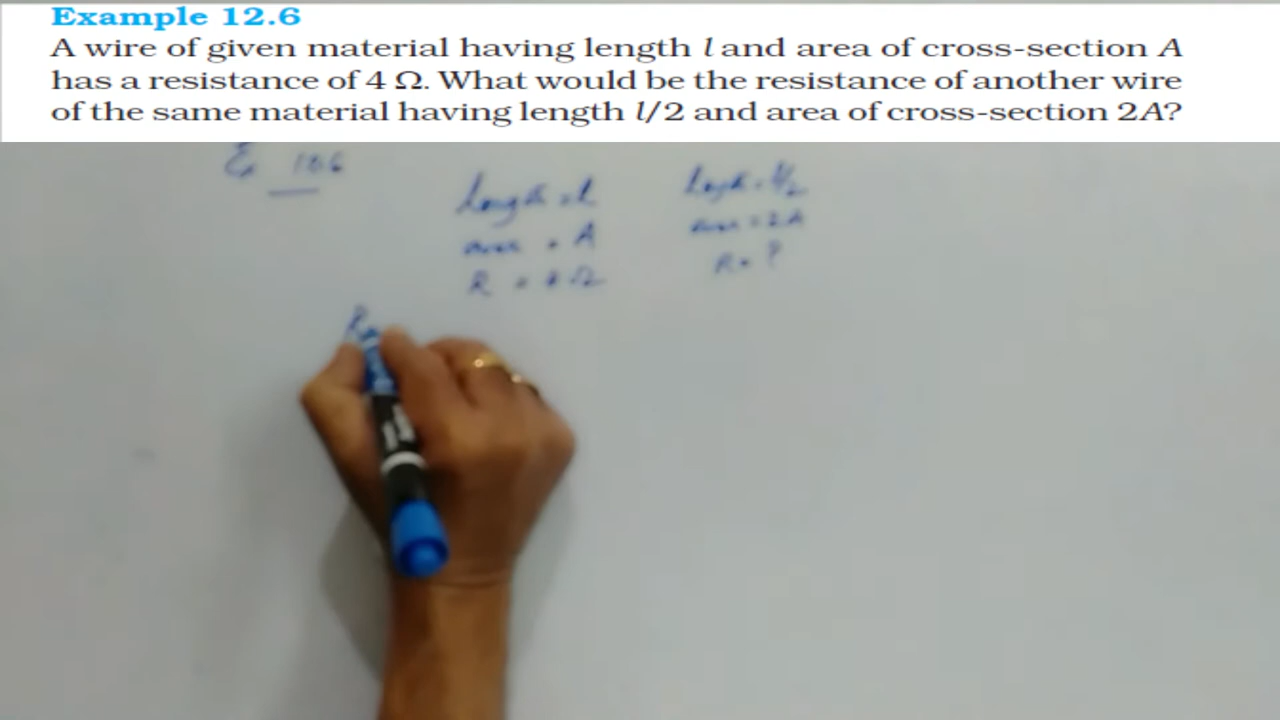 Example 12.6
A wire of given material having length l and area of cross-section A
has a resistance of 4 Ω. What would be the resistance of another wire
of the same material having length l/2 and area of cross-section 2A?
Length = l
area = A
R = 4 Ω
Length = l/2
area = 2A
R = ?